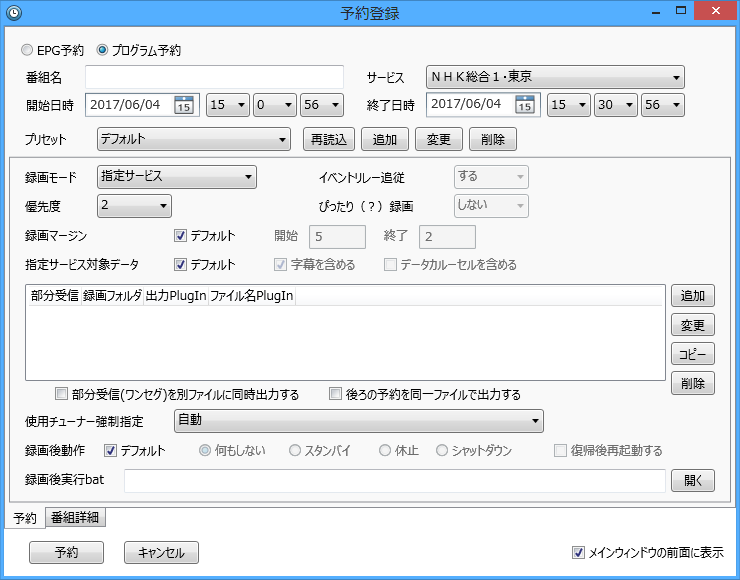 予約登録
EPG予約 プログラム予約
番組名 サービス NHK総合1・東京
開始日時 2017/06/04 15 15 0 56 終了日時 2017/06/04 15 15 30 56
プリセット デフォルト 再読込 追加 変更 削除
録画モード 指定サービス イベントリレー追従 する
優先度 2 ぴったり(?)録画 しない
録画マージン デフォルト 開始 5 終了 2
指定サービス対象データ デフォルト 字幕を含める データカルーセルを含める
部分受信 録画フォルダ 出力PlugIn ファイル名PlugIn 追加
変更
コピー
削除
部分受信(ワンセグ)を別ファイルに同時出力する 後ろの予約を同一ファイルで出力する
使用チューナー強制指定 自動
録画後動作 デフォルト 何もしない スタンバイ 休止 シャットダウン 復帰後再起動する
録画後実行bat 開く
予約 番組詳細
予約 キャンセル メインウィンドウの前面に表示